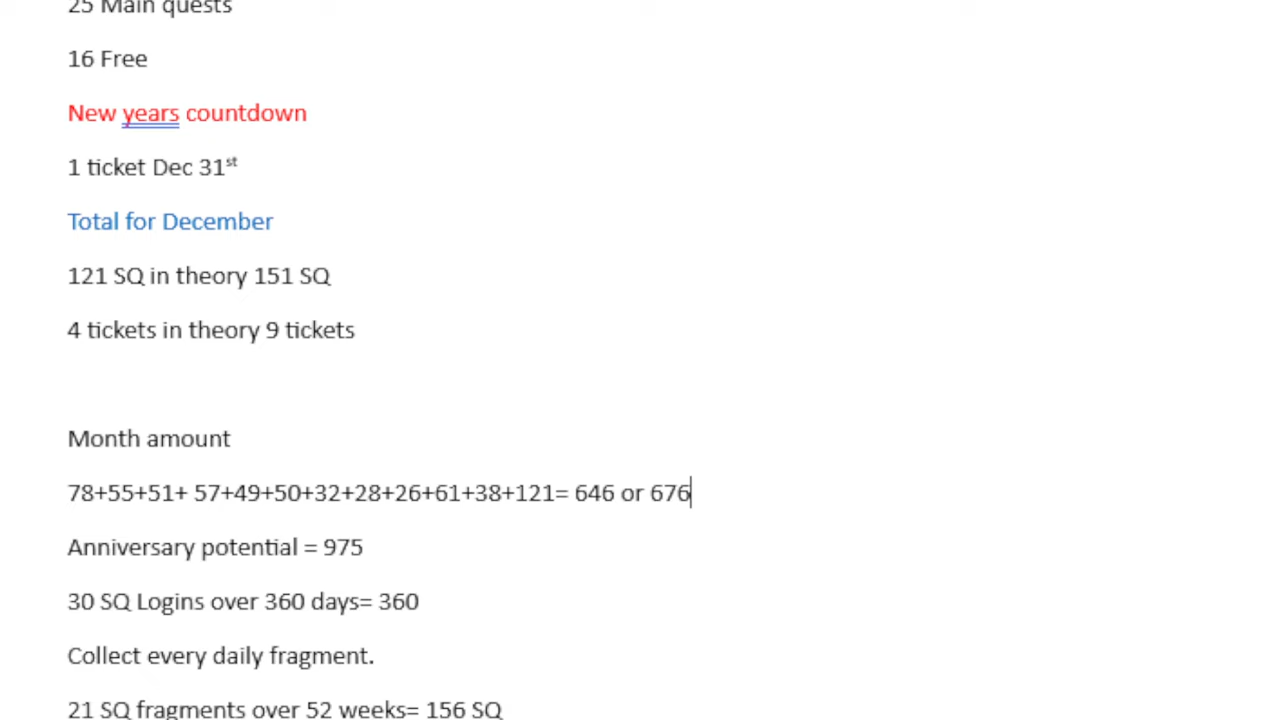 25 Main quests
16 Free
New years countdown
1 ticket Dec 31st
Total for December
121 SQ in theory 151 SQ
4 tickets in theory 9 tickets
Month amount
78+55+51+ 57+49+50+32+28+26+61+38+121= 646 or 676
Anniversary potential = 975
30 SQ Logins over 360 days= 360
Collect every daily fragment.
21 SQ fragments over 52 weeks= 156 SQ